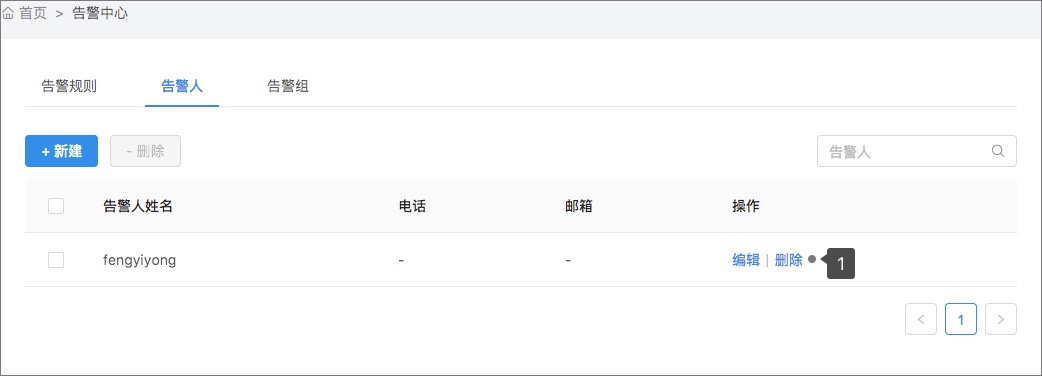 首页 > 告警中心
告警规则 告警人 告警组
+ 新建 - 删除 告警人
告警人姓名 电话 邮箱 操作
fengyiyong - - 编辑 | 删除 1
< 1 >